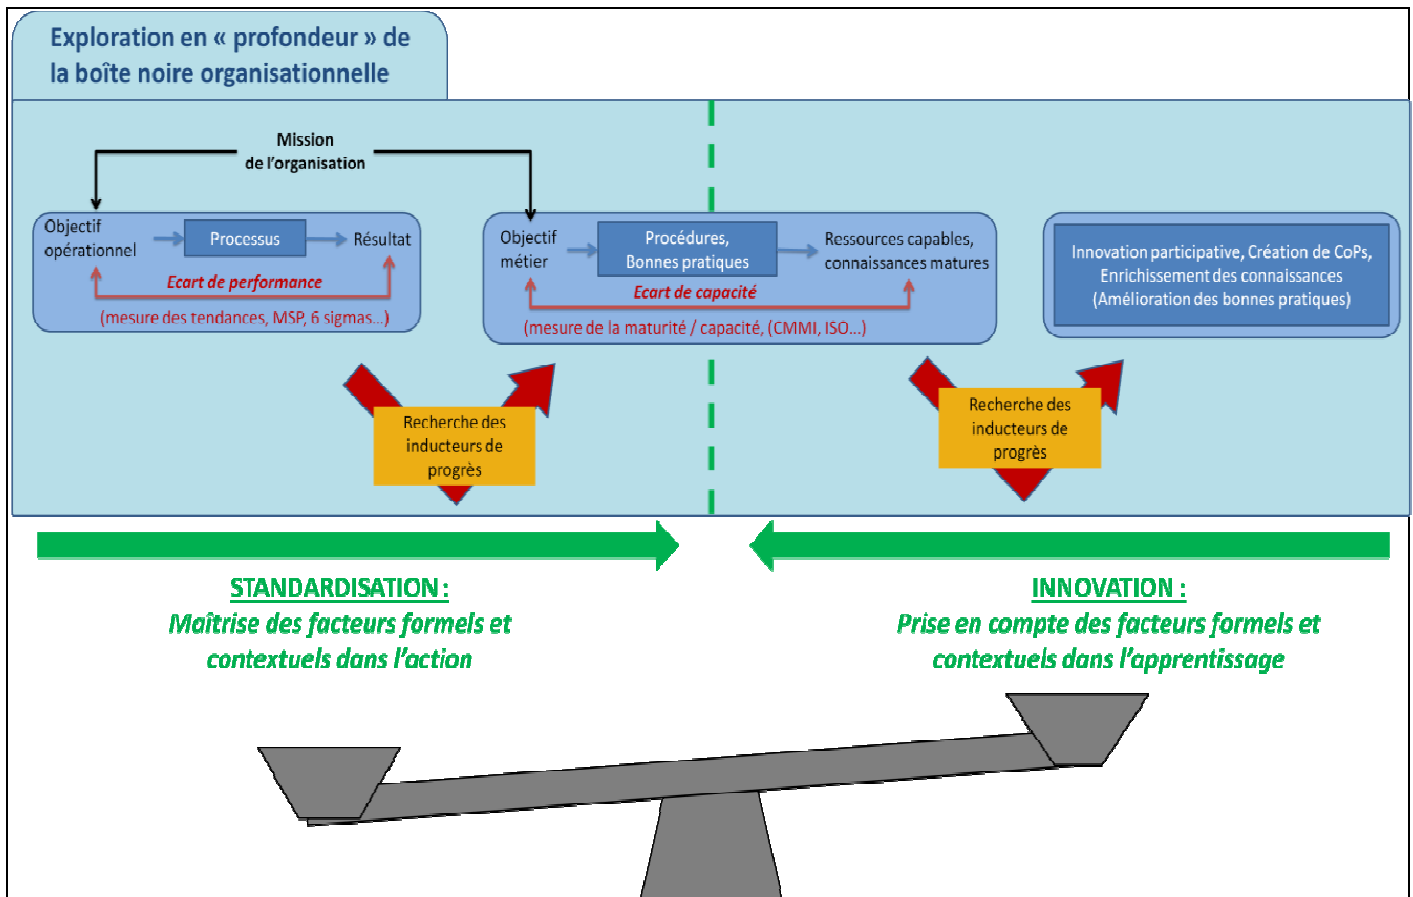 Exploration en « profondeur » de
la boîte noire organisationnelle
Mission
de l'organisation
Objectif
opérationnel
Processus
Résultat
Ecart de performance
(mesure des tendances, MSP, 6 sigmas...)
Objectif
métier
Procédures,
Bonnes pratiques
Ressources capables,
connaissances matures
Ecart de capacité
(mesure de la maturité / capacité, (CMMI, ISO...)
Innovation participative, Création de CoPs,
Enrichissement des connaissances
(Amélioration des bonnes pratiques)
Recherche des
inducteurs de
progrès
Recherche des
inducteurs de
progrès
STANDARDISATION :
Maîtrise des facteurs formels et
contextuels dans l'action
INNOVATION :
Prise en compte des facteurs formels et
contextuels dans l'apprentissage